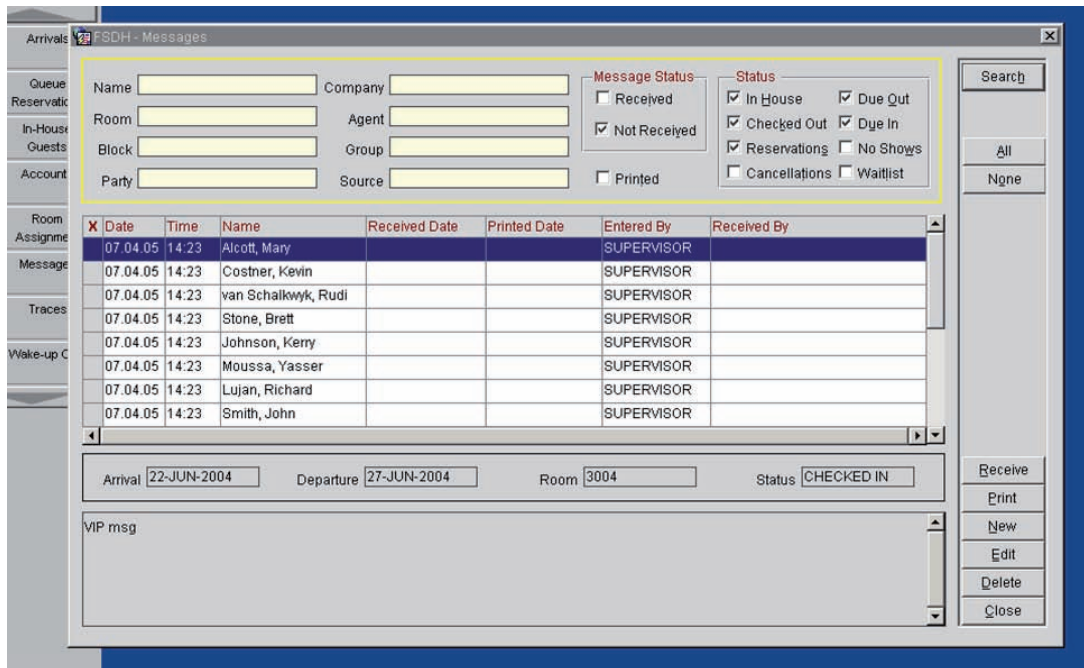 Arrivals
Queue
Reservatio
In-House
Guests
Account
Room
Assignme
Message
Traces
Wake-up C
FSDH - Messages
Name
Company
Room
Agent
Block
Group
Party
Source
Message Status
Received
Not Received
Printed
Status
In House Due Out
Checked Out Due In
Reservations No Shows
Cancellations Waitlist
Search
All
None
X Date Time Name Received Date Printed Date Entered By Received By
07.04.05 14:23 Alcott, Mary SUPERVISOR
07.04.05 14:23 Costner, Kevin SUPERVISOR
07.04.05 14:23 van Schalkwyk, Rudi SUPERVISOR
07.04.05 14:23 Stone, Brett SUPERVISOR
07.04.05 14:23 Johnson, Kerry SUPERVISOR
07.04.05 14:23 Moussa, Yasser SUPERVISOR
07.04.05 14:23 Lujan, Richard SUPERVISOR
07.04.05 14:23 Smith, John SUPERVISOR
Arrival 22-JUN-2004 Departure 27-JUN-2004 Room 3004 Status CHECKED IN
VIP msg
Receive
Print
New
Edit
Delete
Close